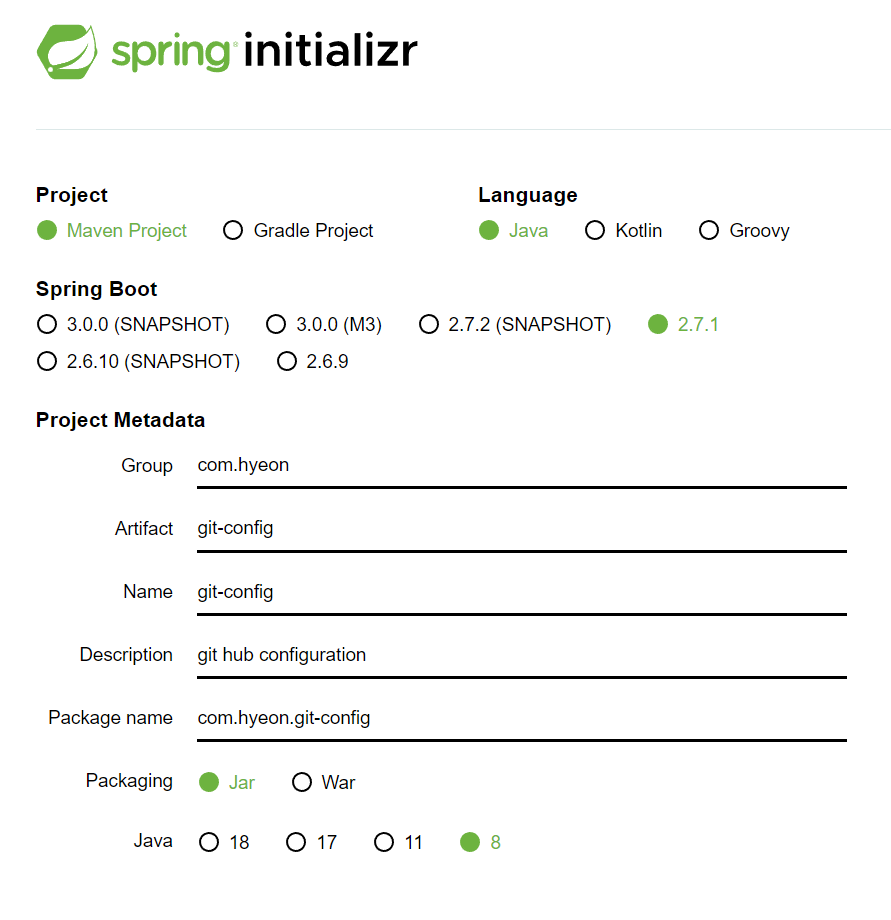 spring initializr
Project
Maven Project
Gradle Project
Language
Java
Kotlin
Groovy
Spring Boot
3.0.0 (SNAPSHOT)
3.0.0 (M3)
2.7.2 (SNAPSHOT)
2.7.1
2.6.10 (SNAPSHOT)
2.6.9
Project Metadata
Group
com.hyeon
Artifact
git-config
Name
git-config
Description
git hub configuration
Package name
com.hyeon.git-config
Packaging
Jar
War
Java
18
17
11
8